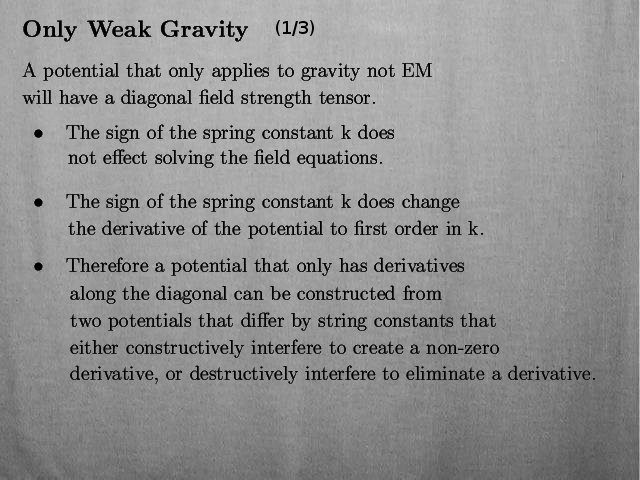 Only Weak Gravity (1/3)
A potential that only applies to gravity not EM
will have a diagonal field strength tensor.
• The sign of the spring constant k does
not effect solving the field equations.
• The sign of the spring constant k does change
the derivative of the potential to first order in k.
• Therefore a potential that only has derivatives
along the diagonal can be constructed from
two potentials that differ by string constants that
either constructively interfere to create a non-zero
derivative, or destructively interfere to eliminate a derivative.